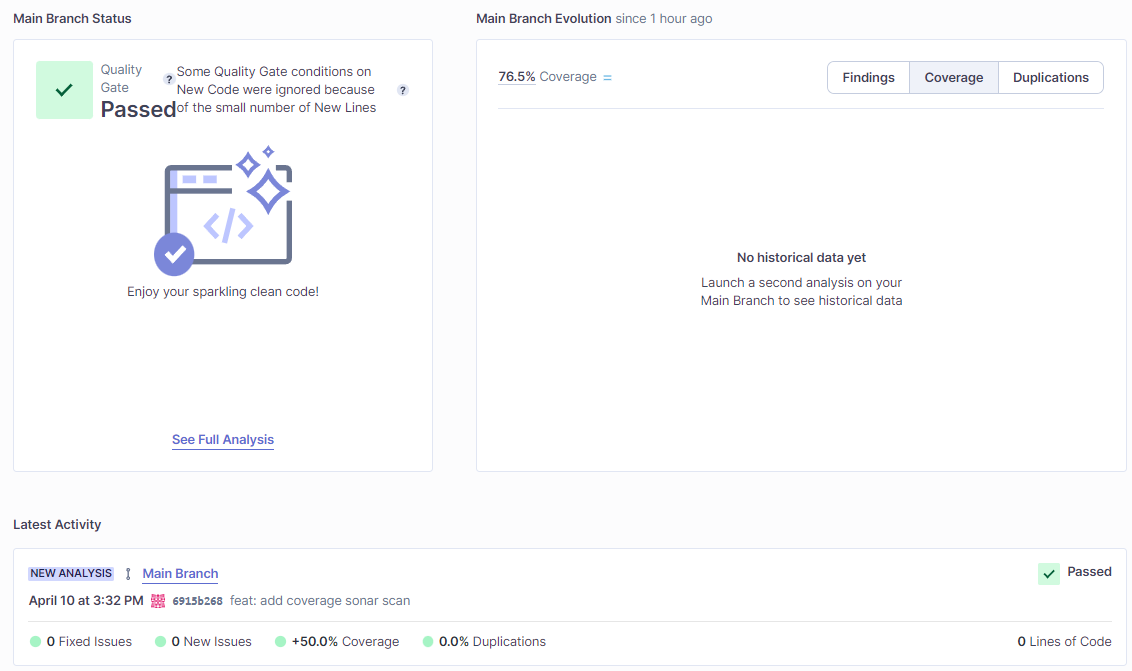 Main Branch Status
Quality
Gate
?
Passed
Some Quality Gate conditions on
New Code were ignored because
of the small number of New Lines
?
</>
Enjoy your sparkling clean code!
See Full Analysis
Main Branch Evolution since 1 hour ago
76.5% Coverage =
Findings Coverage Duplications
No historical data yet
Launch a second analysis on your
Main Branch to see historical data
Latest Activity
NEW ANALYSIS Main Branch
Passed
April 10 at 3:32 PM 6915b268 feat: add coverage sonar scan
0 Fixed Issues 0 New Issues +50.0% Coverage 0.0% Duplications 0 Lines of Code